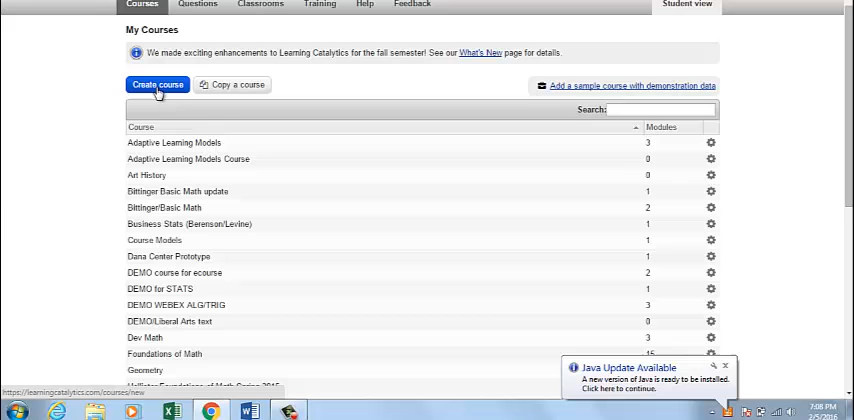 Courses Questions Classrooms Training Help Feedback Student view
My Courses
We made exciting enhancements to Learning Catalytics for the fall semester! See our What's New page for details.
Create course Copy a course Add a sample course with demonstration data
Search:
Course Modules
Adaptive Learning Models 3
Adaptive Learning Models Course 0
Art History 0
Bittinger Basic Math update 1
Bittinger/Basic Math 2
Business Stats (Berenson/Levine) 1
Course Models 1
Dana Center Prototype 1
DEMO course for ecourse 2
DEMO for STATS 1
DEMO WEBEX ALG/TRIG 3
DEMO/Liberal Arts text 0
Dev Math 3
Foundations of Math 15
Geometry
Foundations of Math Spring 2015
Java Update Available
A new version of Java is ready to be installed.
Click here to continue.
https://learningcatalytics.com/courses/new
7:08 PM
2/5/2016